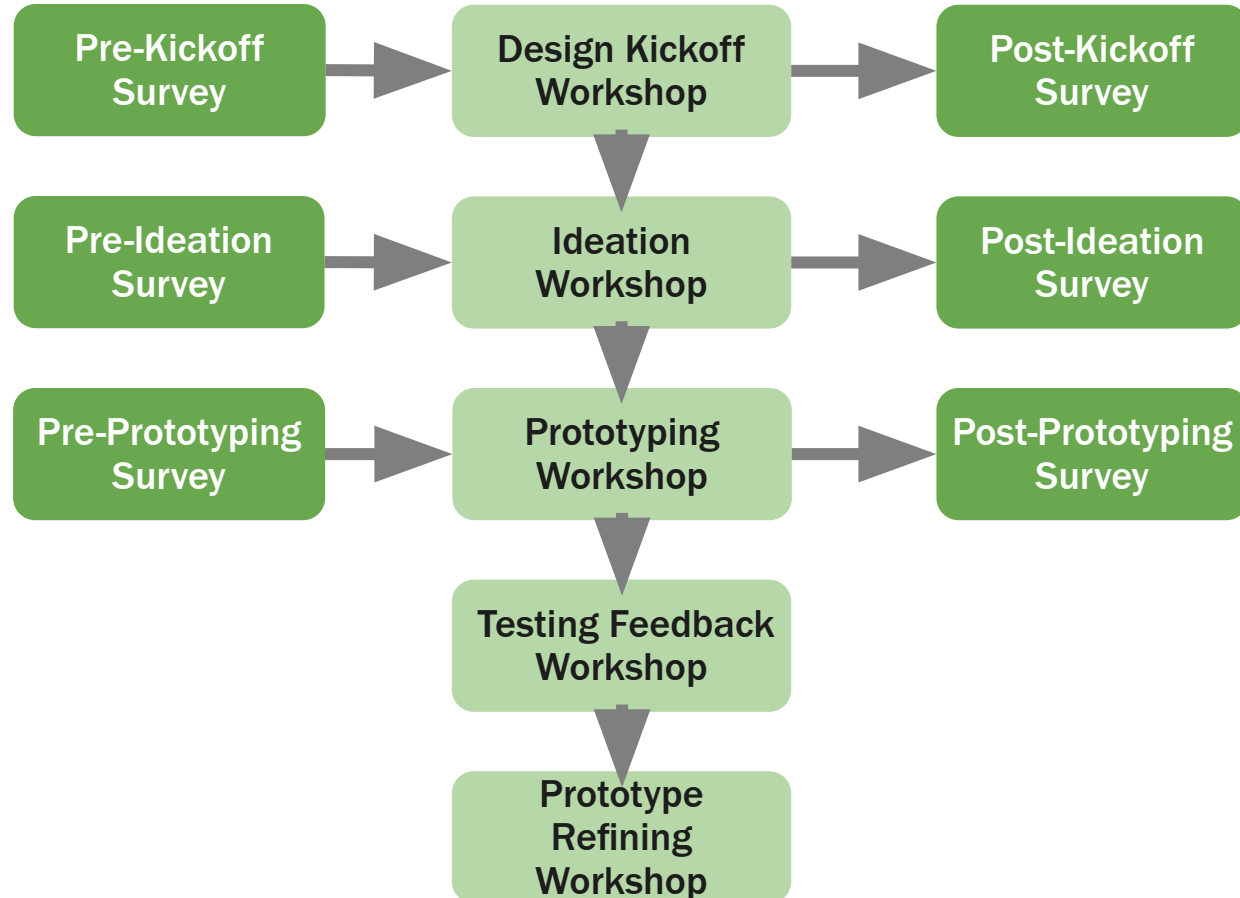 Pre-Kickoff
Survey
Design Kickoff
Workshop
Post-Kickoff
Survey
Pre-Ideation
Survey
Ideation
Workshop
Post-Ideation
Survey
Pre-Prototyping
Survey
Prototyping
Workshop
Post-Prototyping
Survey
Testing Feedback
Workshop
Prototype
Refining
Workshop